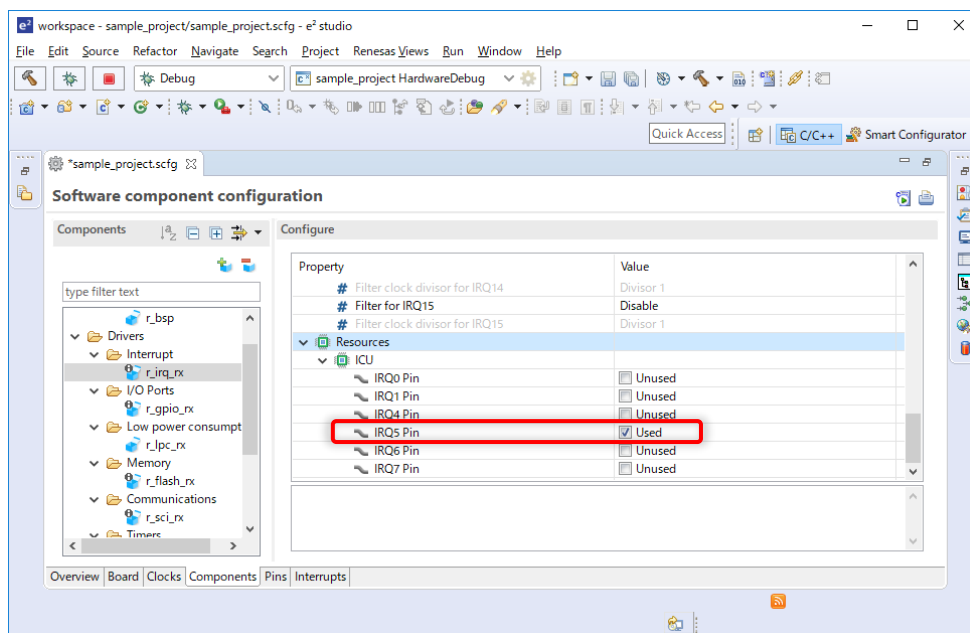 workspace - sample_project/sample_project.scfg - e² studio
File Edit Source Refactor Navigate Search Project Renesas Views Run Window Help
Debug sample_project HardwareDebug
Quick Access C/C++ Smart Configurator
*sample_project.scfg
Software component configuration
Components Configure
type filter text
r_bsp
Drivers
Interrupt
r_irq_rx
I/O Ports
r_gpio_rx
Low power consumpt
r_lpc_rx
Memory
r_flash_rx
Communications
r_sci_rx
Timers
Property Value
Filter clock divisor for IRQ14 Divisor 1
Filter for IRQ15 Disable
Filter clock divisor for IRQ15 Divisor 1
Resources
ICU
IRQ0 Pin Unused
IRQ1 Pin Unused
IRQ4 Pin Unused
IRQ5 Pin Used
IRQ6 Pin Unused
IRQ7 Pin Unused
Overview Board Clocks Components Pins Interrupts